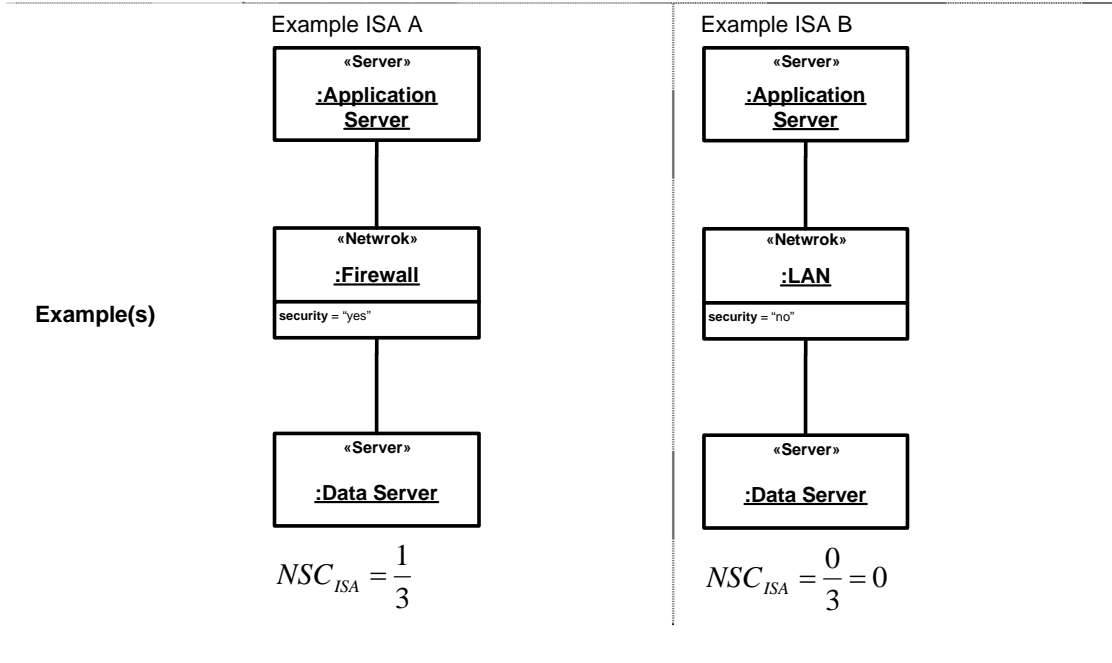 Example(s)
Example ISA A
«Server»
:Application
Server
«Netwrok»
:Firewall
security = “yes”
«Server»
:Data Server
NSC_ISA = 1/3
Example ISA B
«Server»
:Application
Server
«Netwrok»
:LAN
security = “no”
«Server»
:Data Server
NSC_ISA = 0/3 = 0